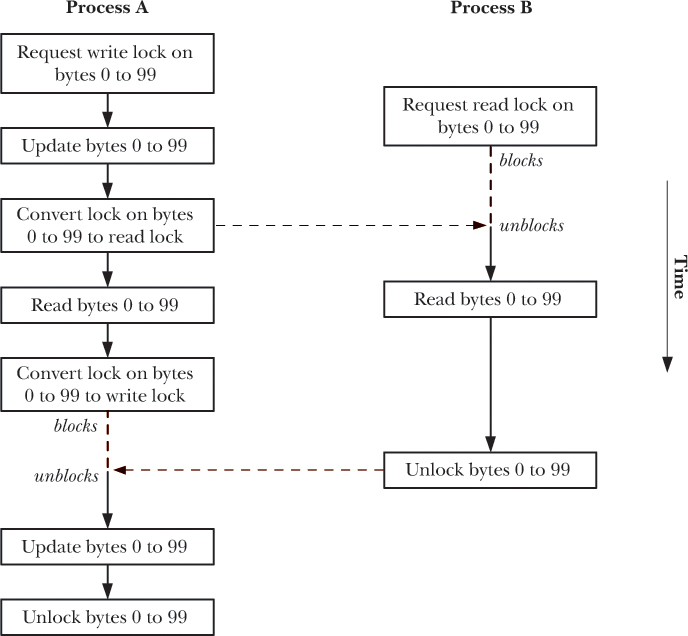 Process A
Process B
Request write lock on
bytes 0 to 99
Request read lock on
bytes 0 to 99
Update bytes 0 to 99
blocks
Convert lock on bytes
0 to 99 to read lock
unblocks
Time
Read bytes 0 to 99
Read bytes 0 to 99
Convert lock on bytes
0 to 99 to write lock
blocks
unblocks
Unlock bytes 0 to 99
Update bytes 0 to 99
Unlock bytes 0 to 99